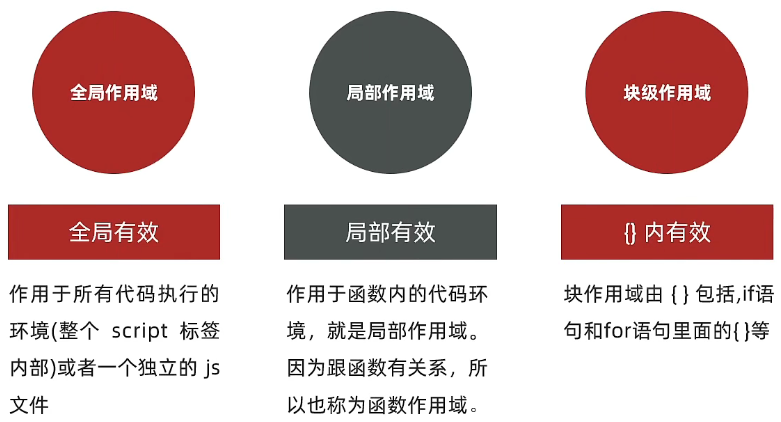 全局作用域
局部作用域
块级作用域
全局有效
局部有效
{} 内有效
作用于所有代码执行的
环境(整个 script 标签
内部)或者一个独立的 js
文件
作用于函数内的代码环
境，就是局部作用域。
因为跟函数有关系，所
以也称为函数作用域。
块作用域由 { } 包括,if语
句和for语句里面的{ }等